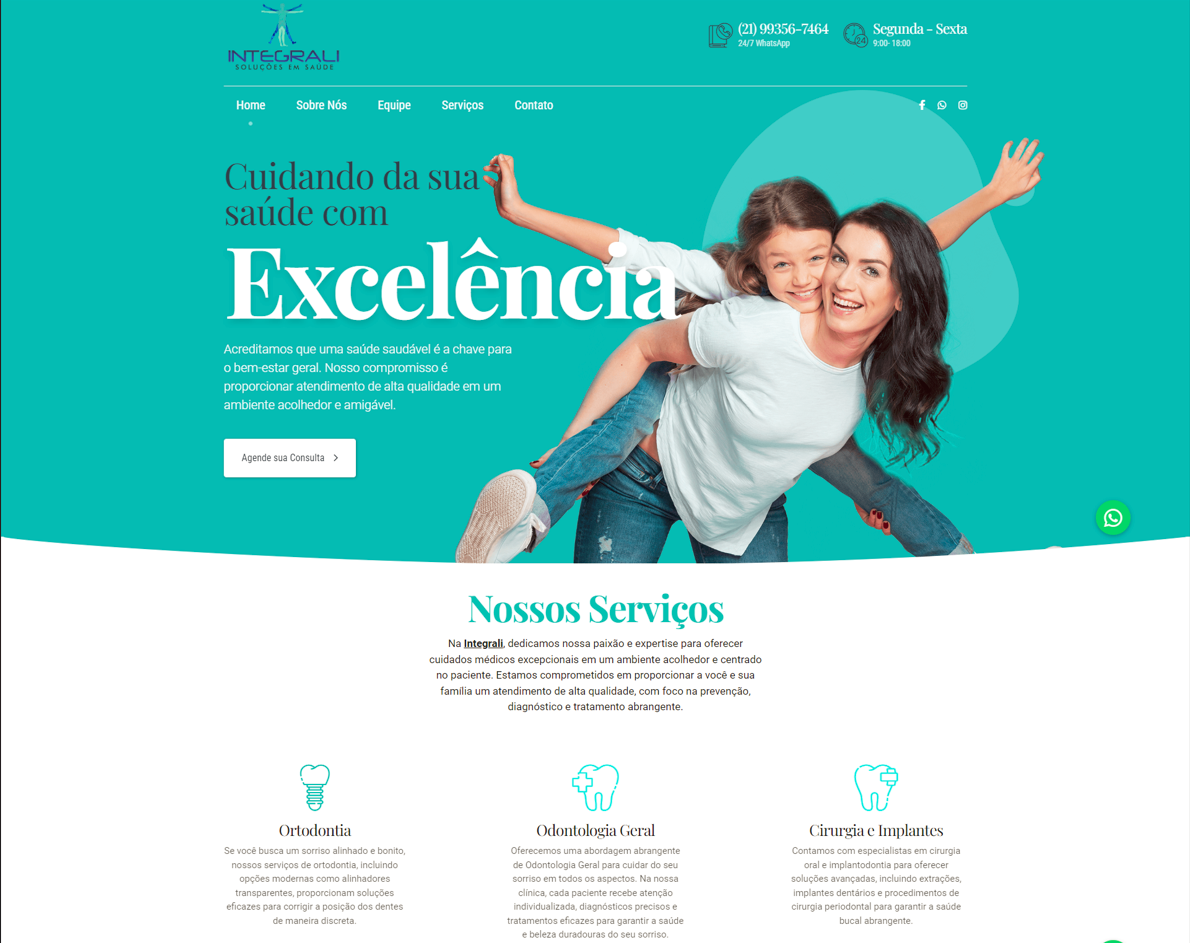 INTEGRALI
SOLUÇÕES EM SAÚDE
(21) 99356-7464
24/7 WhatsApp
24
Segunda - Sexta
9:00- 18:00
Home
Sobre Nós
Equipe
Serviços
Contato
Cuidando da sua
saúde com
Excelência
Acreditamos que uma saúde saudável é a chave para
o bem-estar geral. Nosso compromisso é
proporcionar atendimento de alta qualidade em um
ambiente acolhedor e amigável.
Agende sua Consulta
Nossos Serviços
Na Integrali, dedicamos nossa paixão e expertise para oferecer
cuidados médicos excepcionais em um ambiente acolhedor e centrado
no paciente. Estamos comprometidos em proporcionar a você e sua
família um atendimento de alta qualidade, com foco na prevenção,
diagnóstico e tratamento abrangente.
Ortodontia
Se você busca um sorriso alinhado e bonito,
nossos serviços de ortodontia, incluindo
opções modernas como alinhadores
transparentes, proporcionam soluções
eficazes para corrigir a posição dos dentes
de maneira discreta.
Odontologia Geral
Oferecemos uma abordagem abrangente
de Odontologia Geral para cuidar do seu
sorriso em todos os aspectos. Na nossa
clínica, cada paciente recebe atenção
individualizada, diagnósticos precisos e
tratamentos eficazes para garantir a saúde
e beleza duradouras do seu sorriso.
Cirurgia e Implantes
Contamos com especialistas em cirurgia
oral e implantodontia para oferecer
soluções avançadas, incluindo extrações,
implantes dentários e procedimentos de
cirurgia periodontal para garantir a saúde
bucal abrangente.